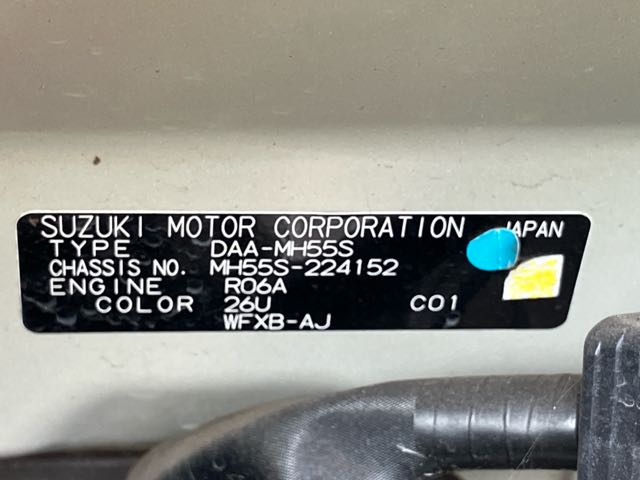 SUZUKI MOTOR CORPORATION JAPAN
TYPE DAA-MH55S
CHASSIS NO. MH55S-224152
ENGINE R06A
COLOR 26U C01
WFXB-AJ